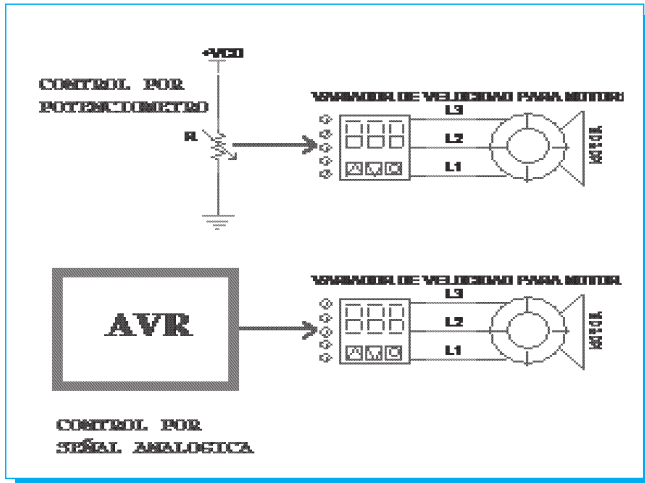 +VCD
CONTROL POR
POTENCIOMETRO
R
VARIADOR DE VELOCIDAD PARA MOTOR
L3
L2
L1
MOTOR
VARIADOR DE VELOCIDAD PARA MOTOR
L3
L2
L1
MOTOR
AVR
CONTROL POR
SEÑAL ANALOGICA